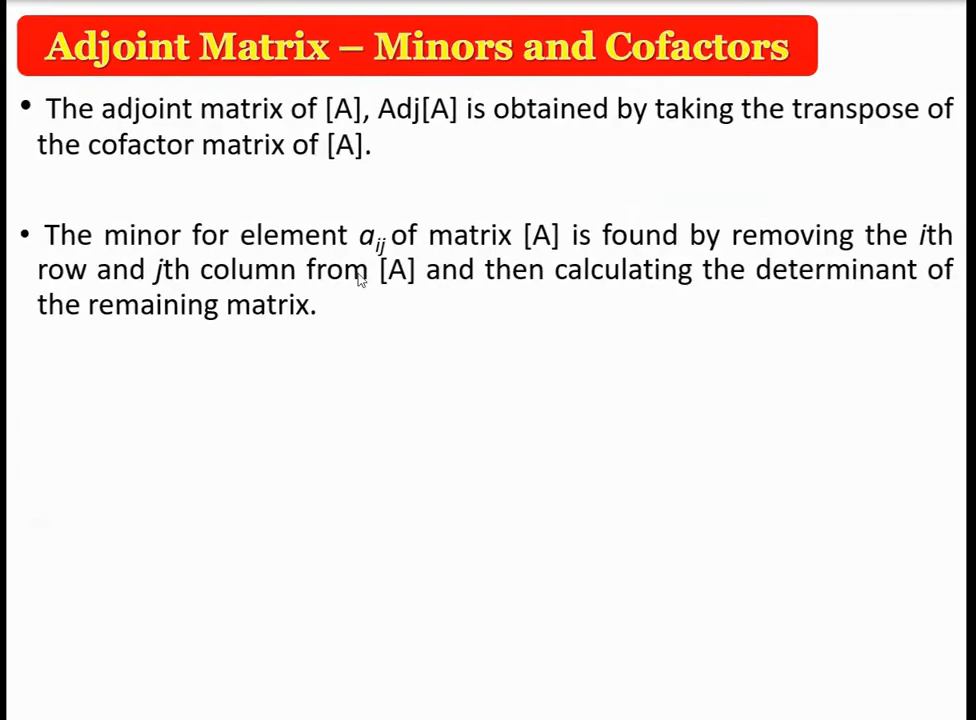 Adjoint Matrix – Minors and Cofactors
• The adjoint matrix of [A], Adj[A] is obtained by taking the transpose of
the cofactor matrix of [A].
• The minor for element aij of matrix [A] is found by removing the ith
row and jth column from [A] and then calculating the determinant of
the remaining matrix.